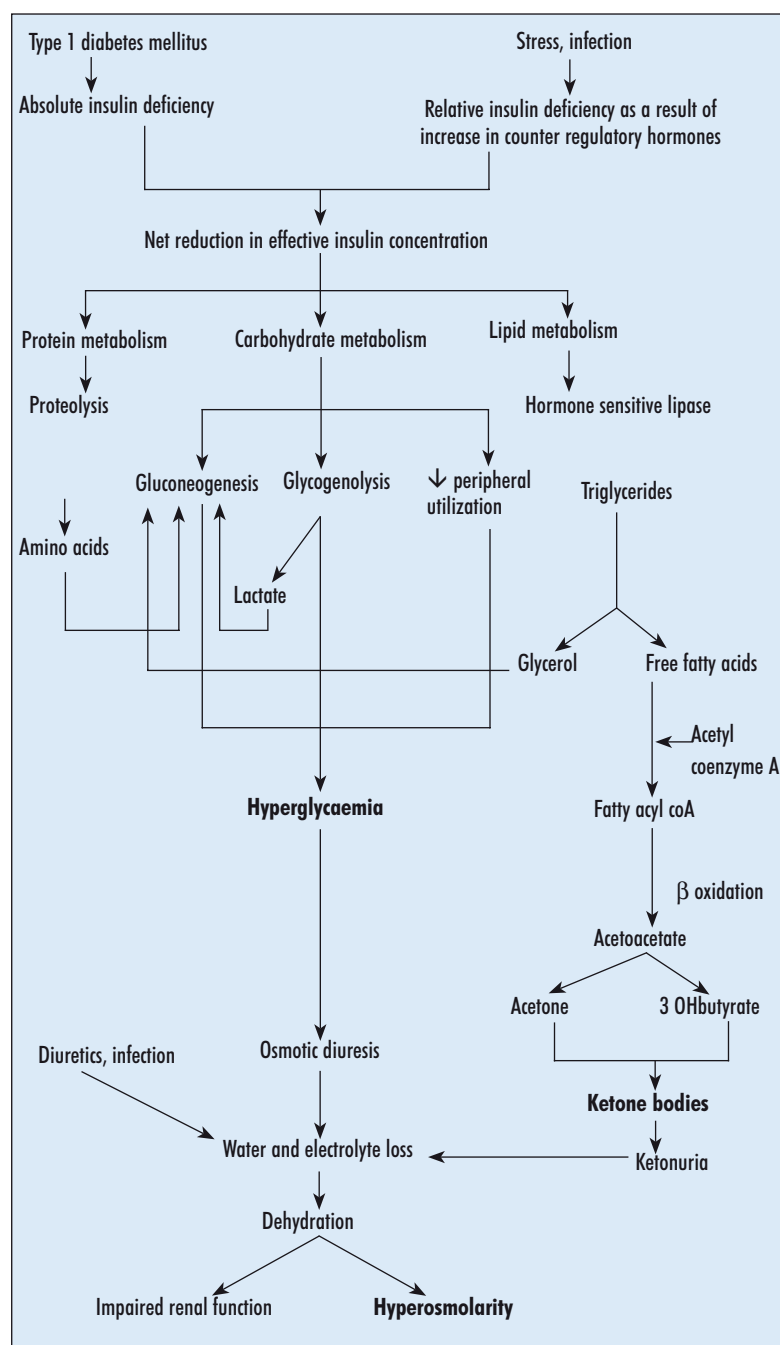 Type 1 diabetes mellitus
Stress, infection
Absolute insulin deficiency
Relative insulin deficiency as a result of
increase in counter regulatory hormones
Net reduction in effective insulin concentration
Protein metabolism
Carbohydrate metabolism
Lipid metabolism
Proteolysis
Hormone sensitive lipase
Gluconeogenesis
Glycogenolysis
↓ peripheral
utilization
Triglycerides
Amino acids
Lactate
Glycerol
Free fatty acids
Acetyl
coenzyme A
Hyperglycaemia
Fatty acyl coA
β oxidation
Acetoacetate
Acetone
3 OHbutyrate
Diuretics, infection
Osmotic diuresis
Ketone bodies
Water and electrolyte loss
Ketonuria
Dehydration
Impaired renal function
Hyperosmolarity